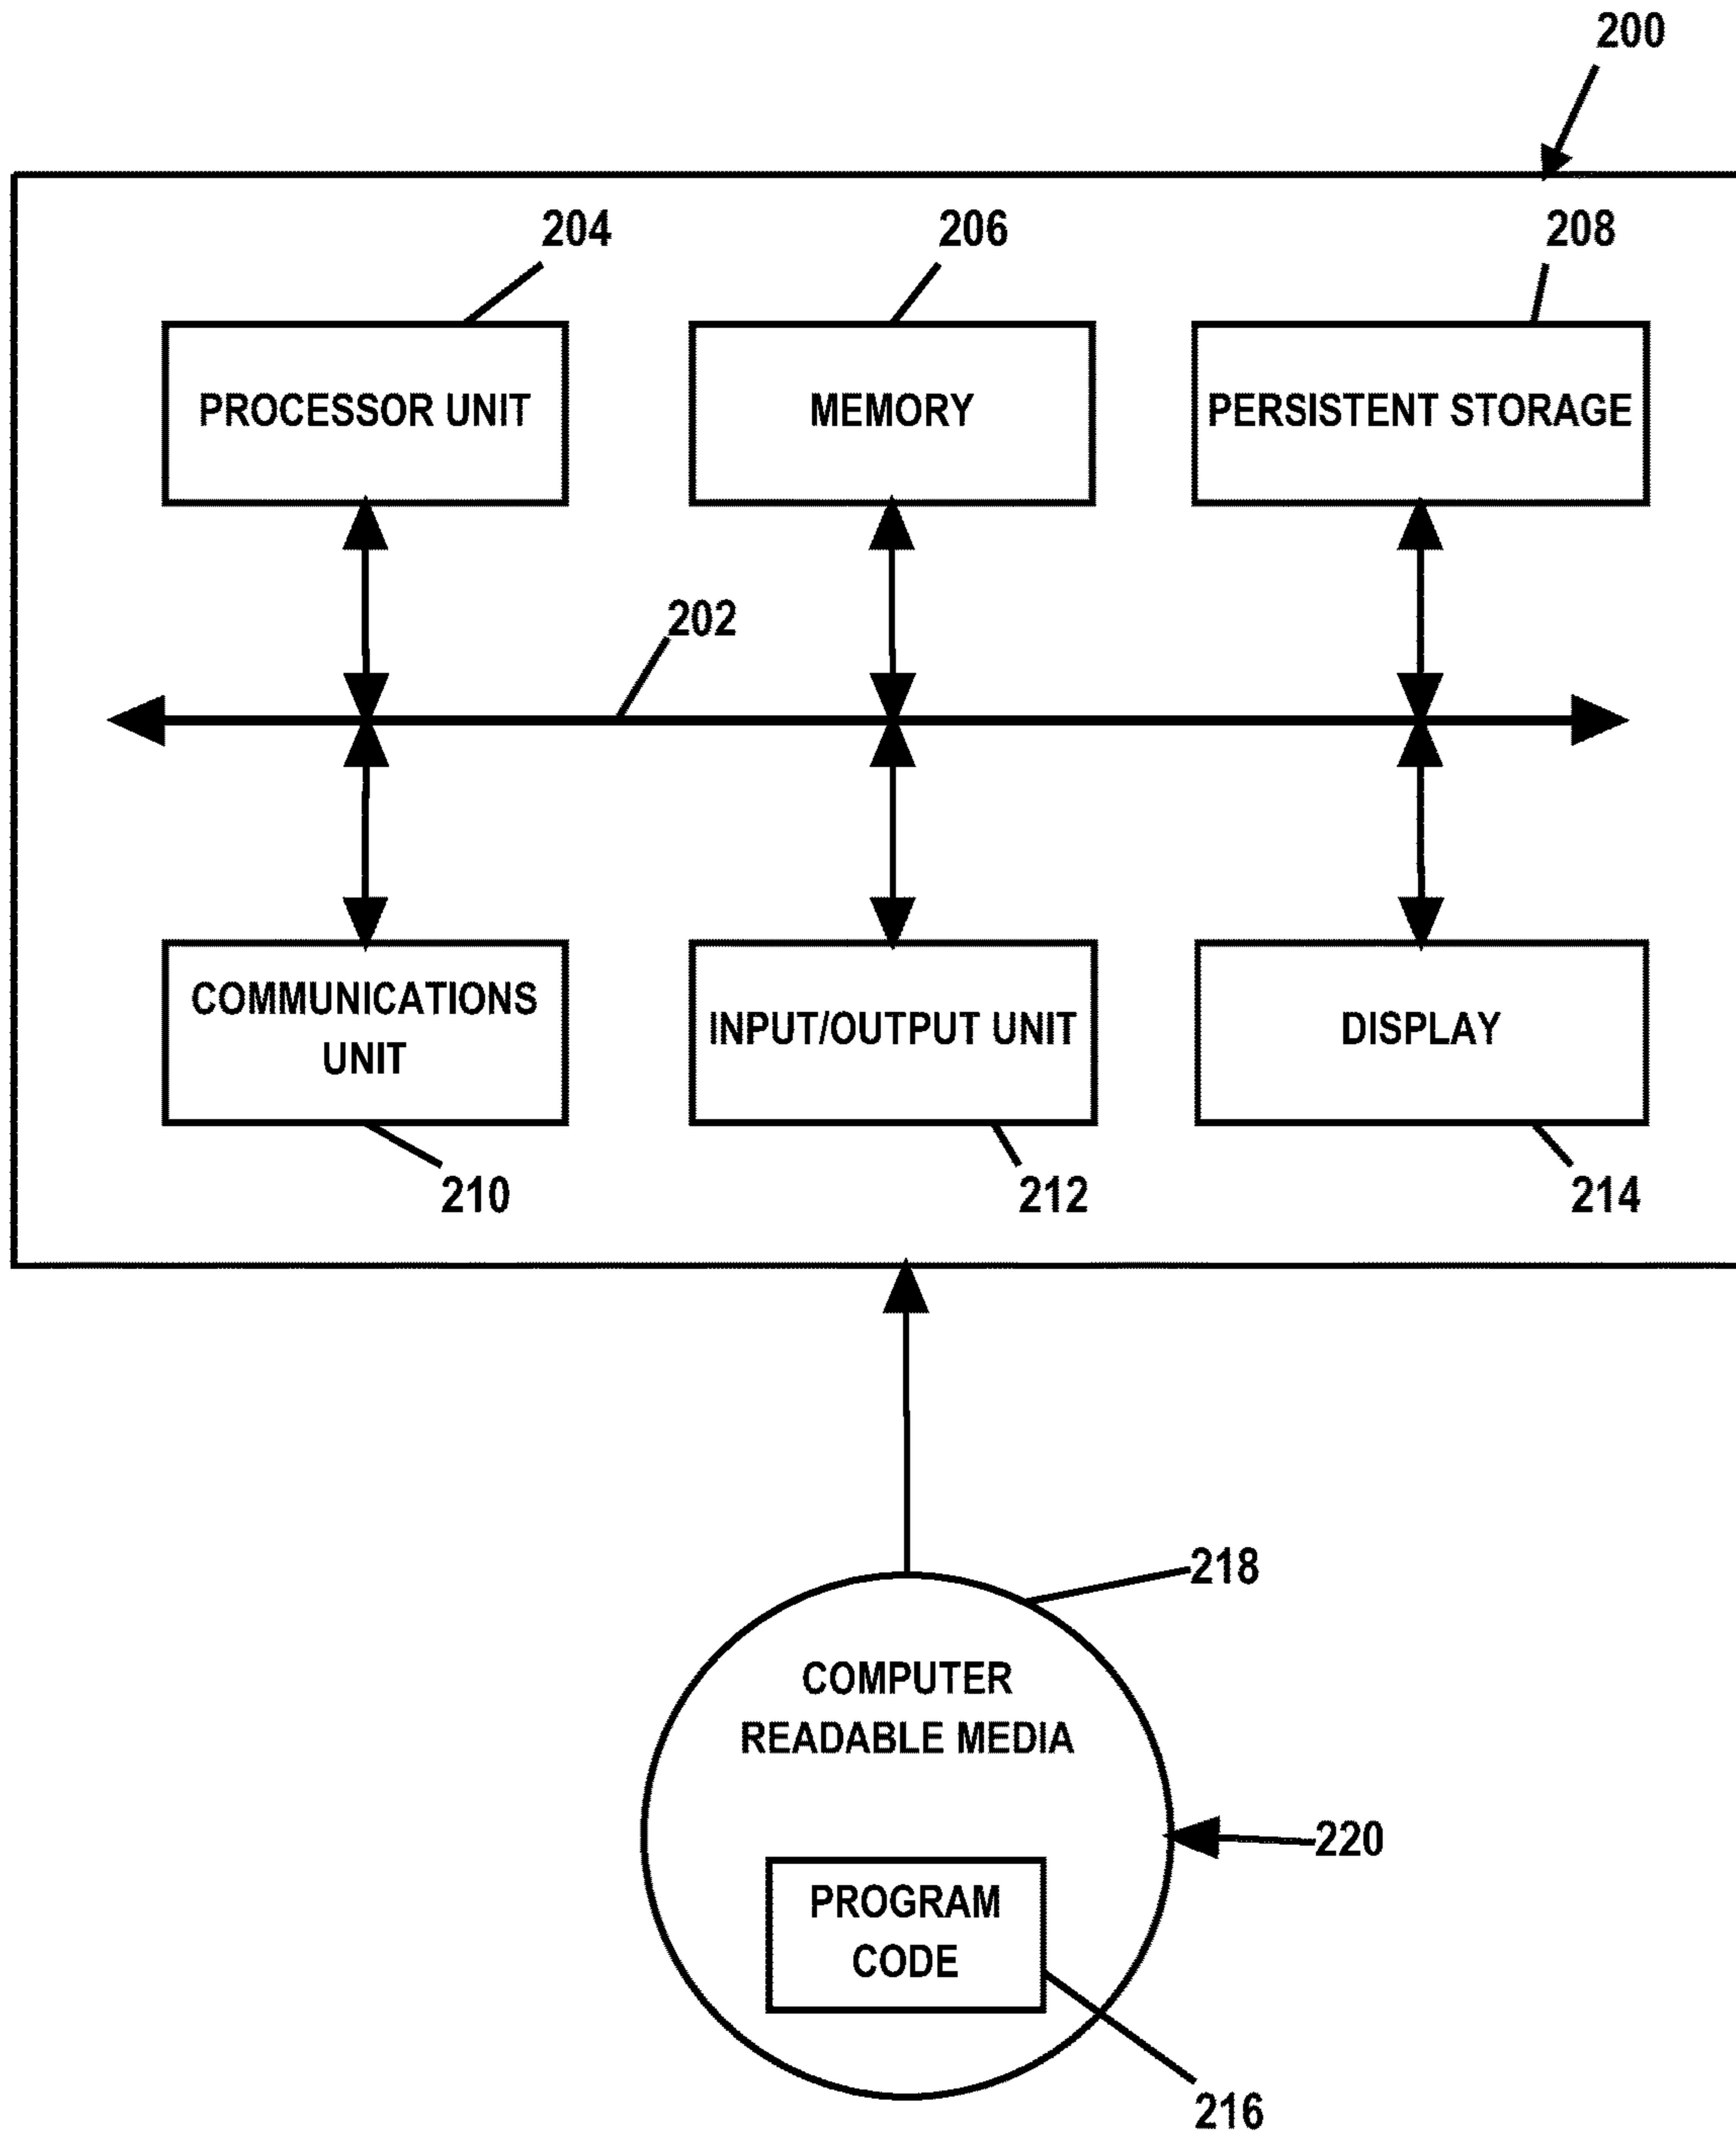 200
204
206
208
PROCESSOR UNIT
MEMORY
PERSISTENT STORAGE
202
COMMUNICATIONS
UNIT
INPUT/OUTPUT UNIT
DISPLAY
210
212
214
218
COMPUTER
READABLE MEDIA
220
PROGRAM
CODE
216